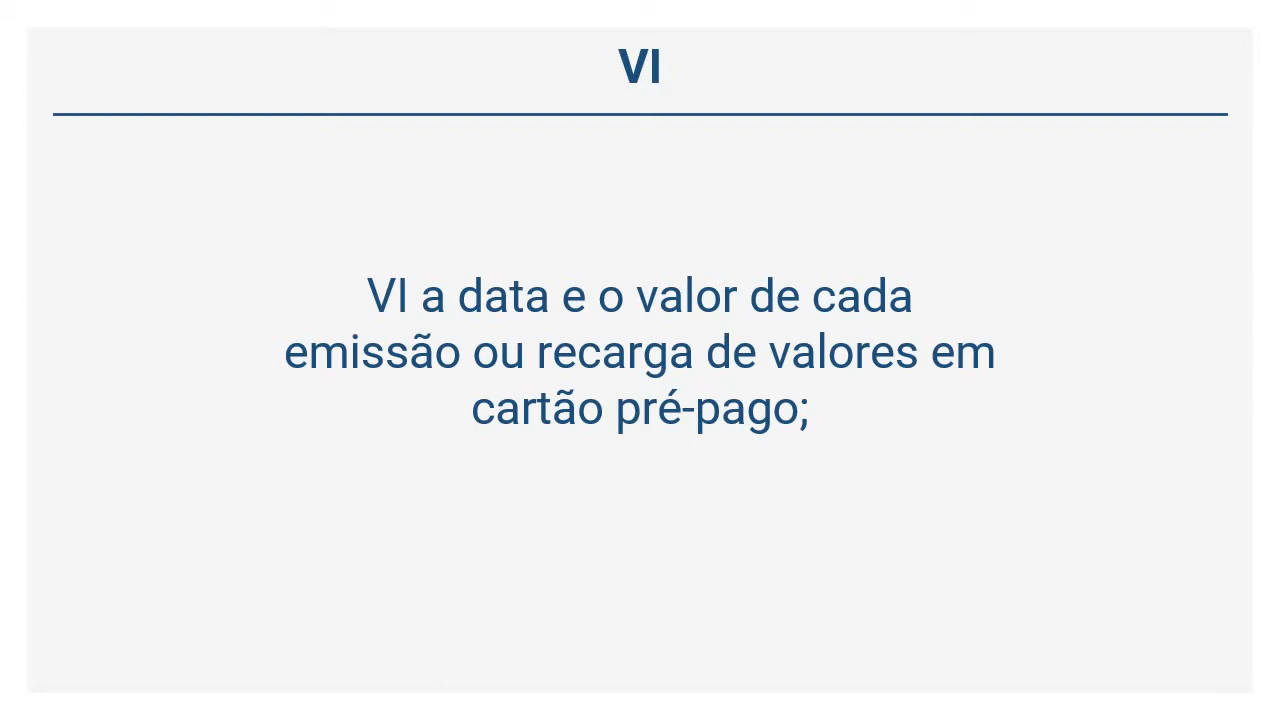 VI
VI a data e o valor de cada
emissão ou recarga de valores em
cartão pré-pago;